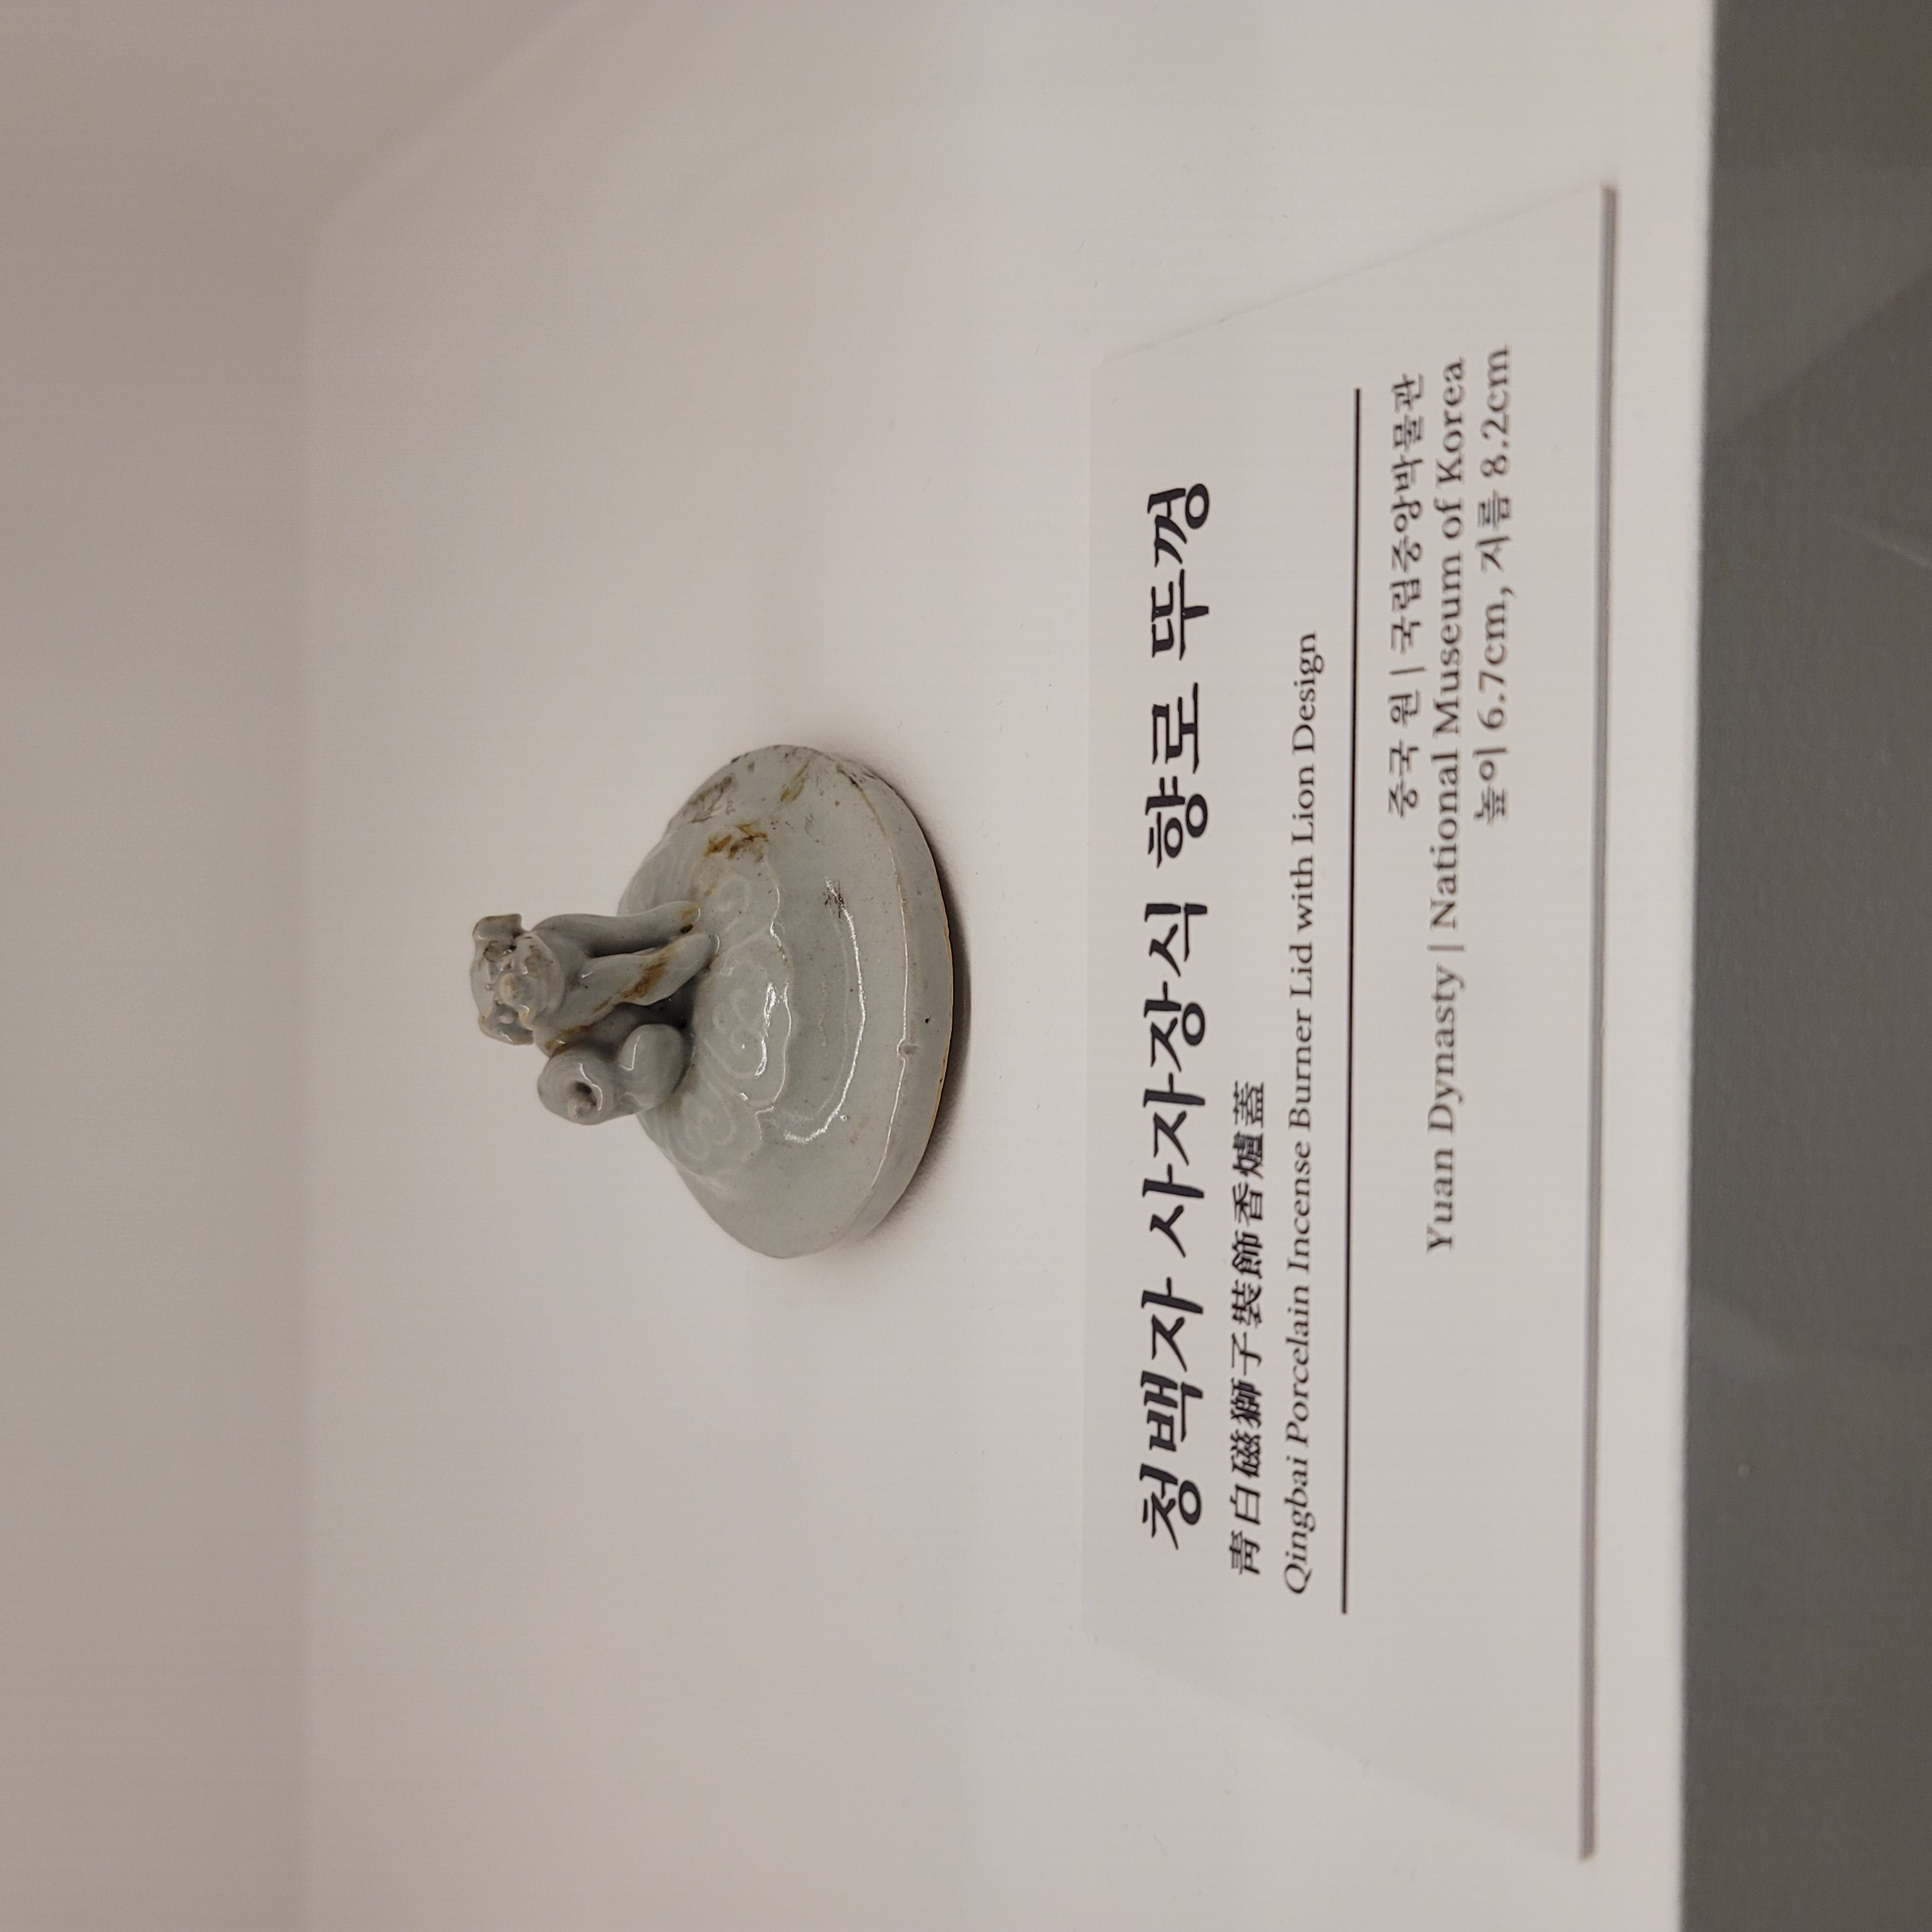 청백자 사자장식 향로 뚜껑
靑白磁獅子裝飾香爐蓋
Qingbai Porcelain Incense Burner Lid with Lion Design
중국 원 | 국립중앙박물관
Yuan Dynasty | National Museum of Korea
높이 6.7cm, 지름 8.2cm